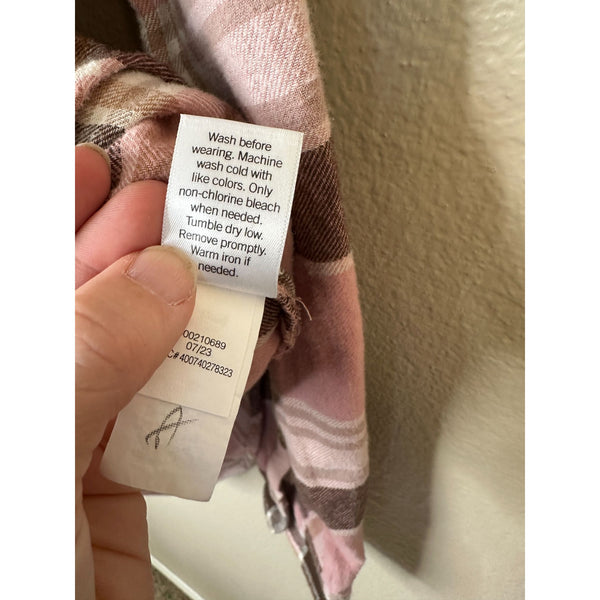 Wash before
wearing. Machine
wash cold with
like colors. Only
non-chlorine bleach
when needed.
Tumble dry low.
Remove promptly.
Warm iron if
needed.
00210689
07/23
C# 400740278323